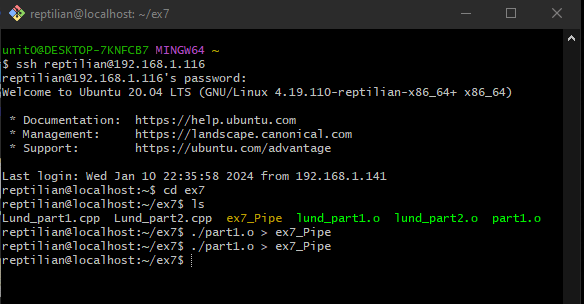 reptilian@localhost: ~/ex7
unit0@DESKTOP-7KNFCB7 MINGW64 ~
$ ssh reptilian@192.168.1.116
reptilian@192.168.1.116's password:
Welcome to Ubuntu 20.04 LTS (GNU/Linux 4.19.110-reptilian-x86_64+ x86_64)
* Documentation:  https://help.ubuntu.com
* Management:     https://landscape.canonical.com
* Support:        https://ubuntu.com/advantage
Last login: Wed Jan 10 22:35:58 2024 from 192.168.1.141
reptilian@localhost:~$ cd ex7
reptilian@localhost:~/ex7$ ls
Lund_part1.cpp  Lund_part2.cpp  ex7_Pipe  lund_part1.o  lund_part2.o  part1.o
reptilian@localhost:~/ex7$ ./part1.o > ex7_Pipe
reptilian@localhost:~/ex7$ ./part1.o > ex7_Pipe
reptilian@localhost:~/ex7$